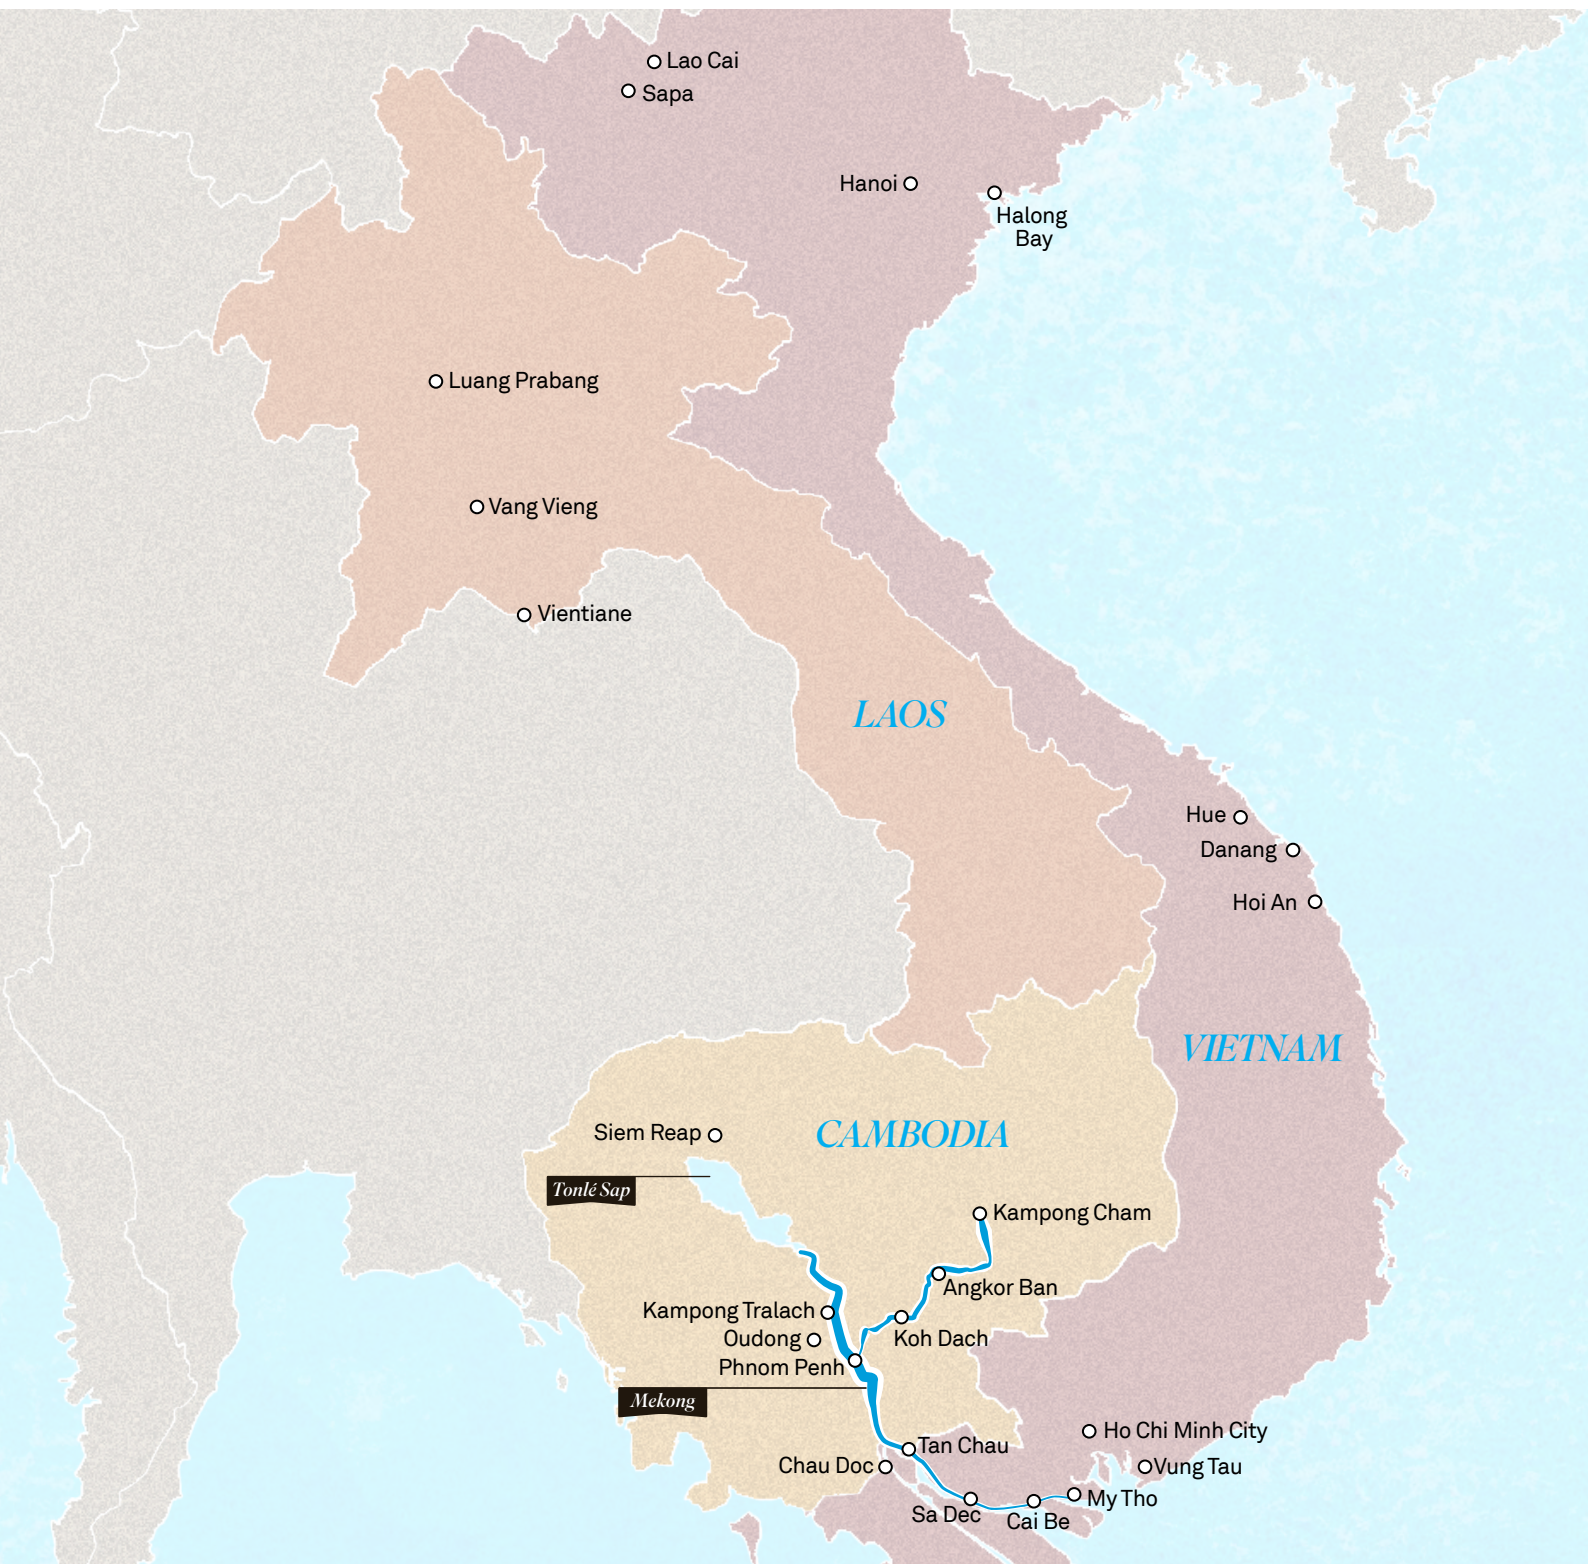 Lao Cai
Sapa
Hanoi
Halong
Bay
Luang Prabang
Vang Vieng
Vientiane
LAOS
Hue
Danang
Hoi An
VIETNAM
Siem Reap
CAMBODIA
Tonlé Sap
Kampong Cham
Angkor Ban
Kampong Tralach
Oudong
Koh Dach
Phnom Penh
Mekong
Ho Chi Minh City
Tan Chau
Chau Doc
Vung Tau
My Tho
Sa Dec
Cai Be